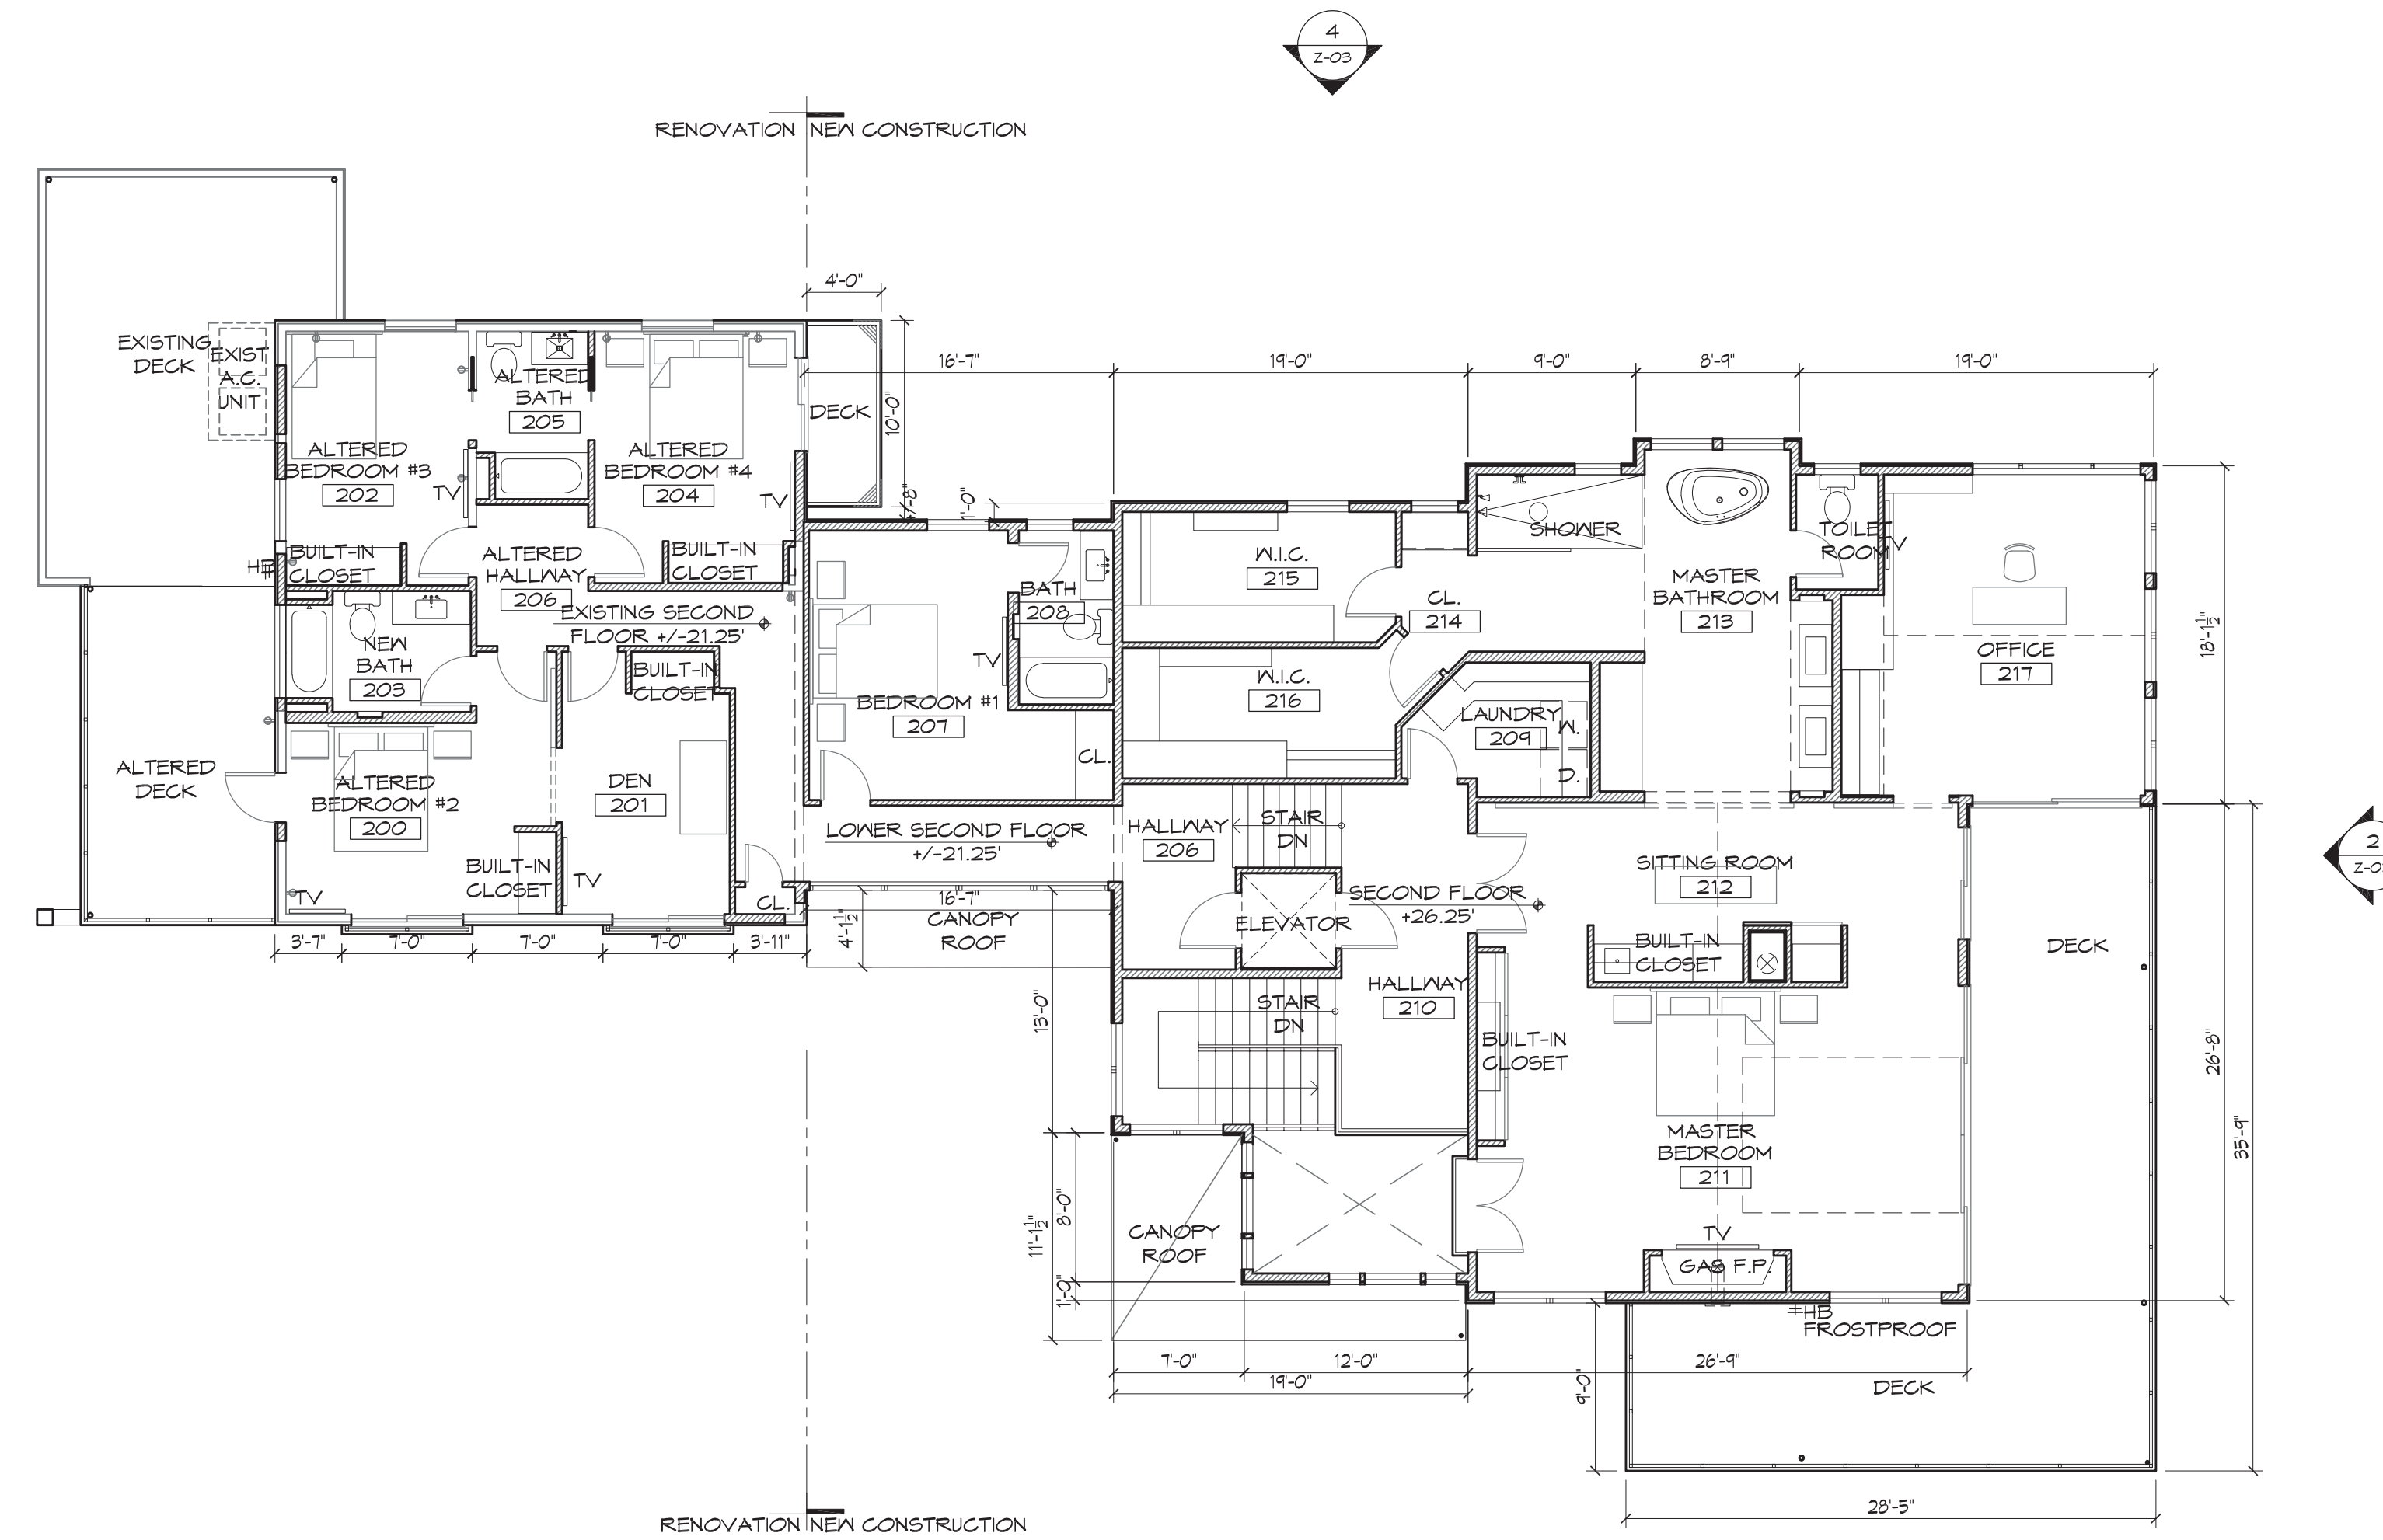 4
Z-03
RENOVATION NEW CONSTRUCTION
4'-0"
EXISTING
DECK
EXIST
A.C.
UNIT
ALTERED
BATH
205
DECK
10'-0"
16'-7"
19'-0"
9'-0"
8'-9"
19'-0"
ALTERED
BEDROOM #3
202
TV
ALTERED
BEDROOM #4
204
TV
+/-8"
1'-0"
HB
BUILT-IN
CLOSET
ALTERED
HALLWAY
206
BUILT-IN
CLOSET
EXISTING SECOND
FLOOR +/-21.25'
NEW
BATH
203
BUILT-IN
CLOSET
BATH
208
TV
BEDROOM #1
207
CL.
W.I.C.
215
W.I.C.
216
CL.
214
SHOWER
MASTER
BATHROOM
213
TOILET
ROOM
TV
OFFICE
217
18'-1½"
LAUNDRY
209
W.
D.
ALTERED
DECK
ALTERED
BEDROOM #2
200
TV
BUILT-IN
CLOSET
DEN
201
TV
CL.
LOWER SECOND FLOOR
+/-21.25'
HALLWAY
206
STAIR
DN
ELEVATOR
SECOND FLOOR
+26.25'
SITTING ROOM
212
2
BUILT-IN
CLOSET
DECK
3'-7"
7'-0"
7'-0"
7'-0"
3'-11"
16'-7"
4'-1½"
CANOPY
ROOF
13'-0"
STAIR
DN
HALLWAY
210
BUILT-IN
CLOSET
26'-8"
35'-9"
MASTER
BEDROOM
211
TV
GAS F.P.
HB
FROSTPROOF
CANOPY
ROOF
11'-1½"
8'-0"
1'-0"
7'-0"
12'-0"
19'-0"
26'-9"
9'-0"
DECK
28'-5"
RENOVATION NEW CONSTRUCTION